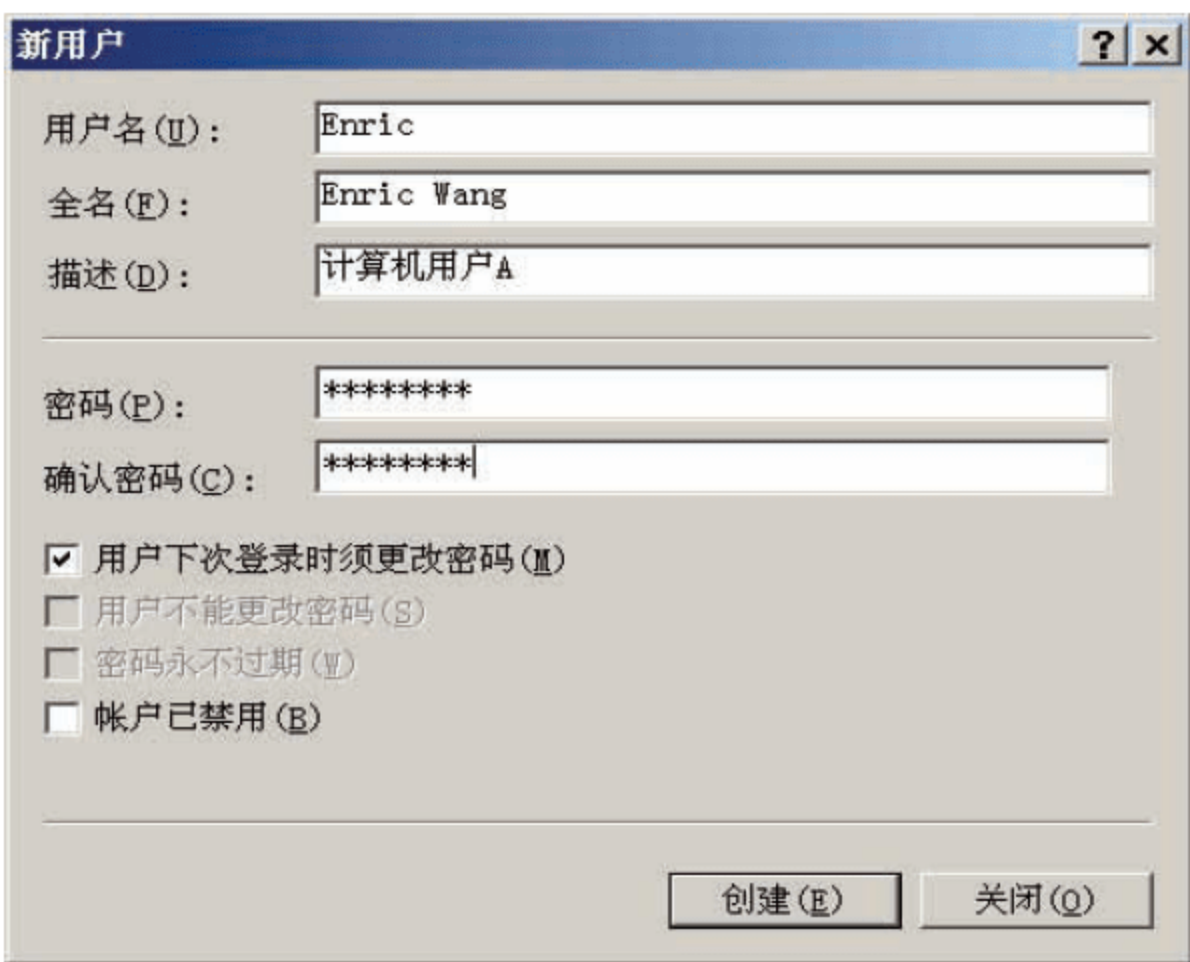 新用户
用户名(U): Enric
全名(F): Enric Wang
描述(D): 计算机用户A
密码(P): ********
确认密码(C): ********
用户下次登录时须更改密码(M)
用户不能更改密码(S)
密码永不过期(W)
帐户已禁用(B)
创建(E) 关闭(O)